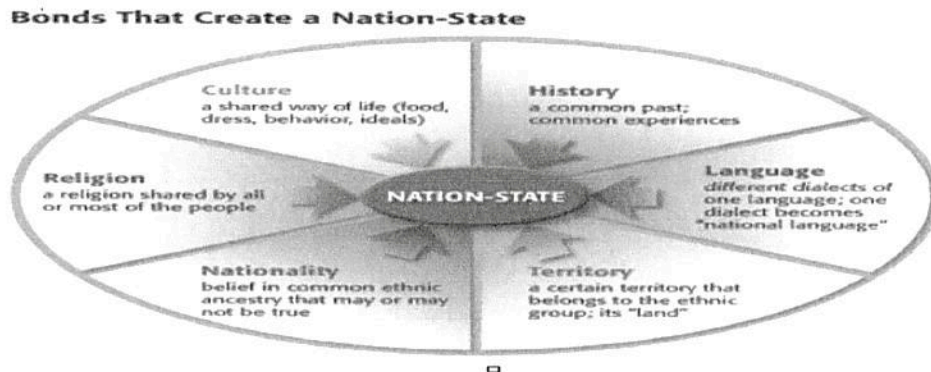 Bonds That Create a Nation-State
Culture
a shared way of life (food,
dress, behavior, ideals)
History
a common past;
common experiences
Religion
a religion shared by all
or most of the people
NATION-STATE
Language
different dialects of
one language; one
dialect becomes
"national language"
Nationality
belief in common ethnic
ancestry that may or may
not be true
Territory
a certain territory that
belongs to the ethnic
group; its "land"